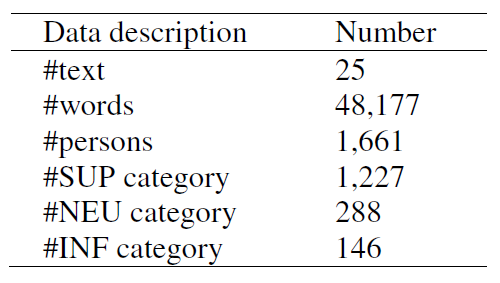 Data description Number
#text 25
#words 48,177
#persons 1,661
#SUP category 1,227
#NEU category 288
#INF category 146